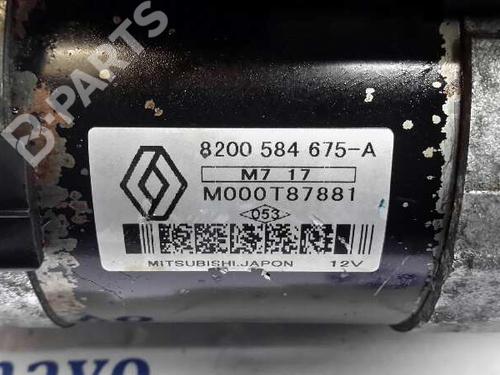 B-PARTS
8200 584 675-A
M7 17
M000T87881
053
MITSUBISHI.JAPON 12V